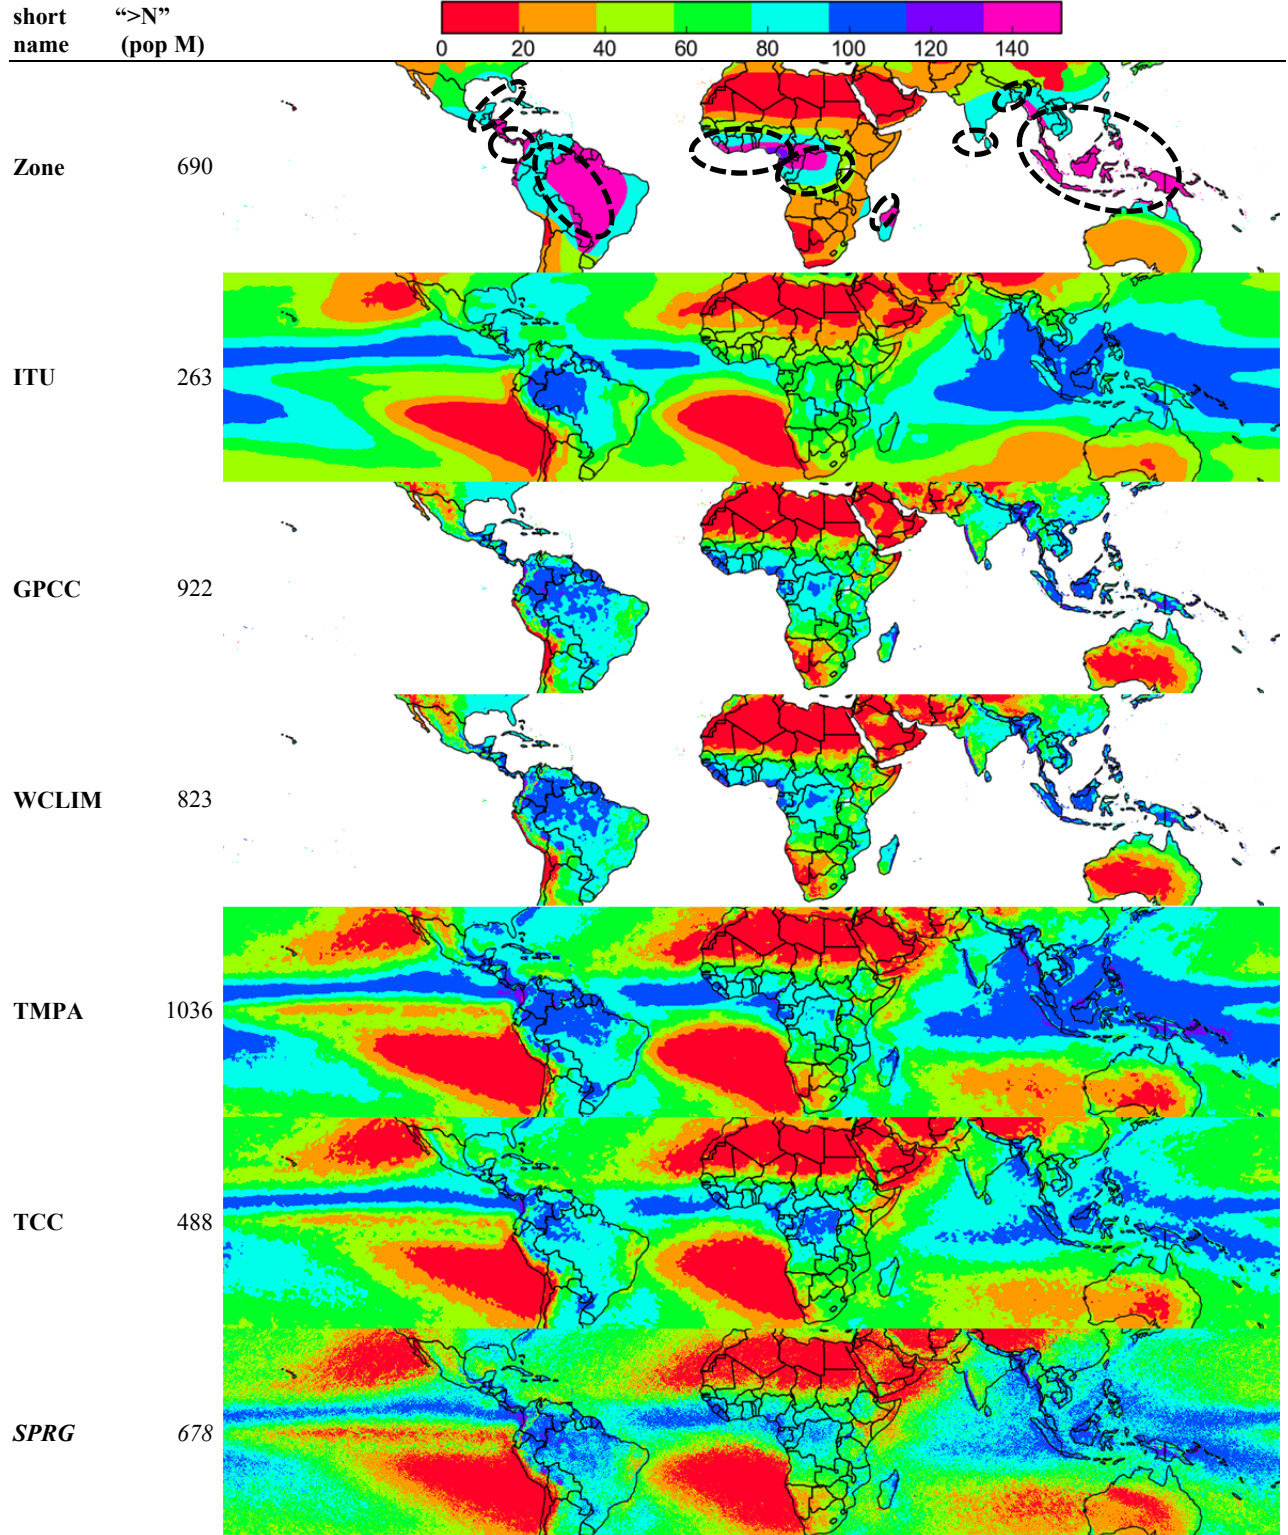 short “>N”
name (pop M)
0 20 40 60 80 100 120 140
Zone 690
ITU 263
GPCC 922
WCLIM 823
TMPA 1036
TCC 488
SPRG 678